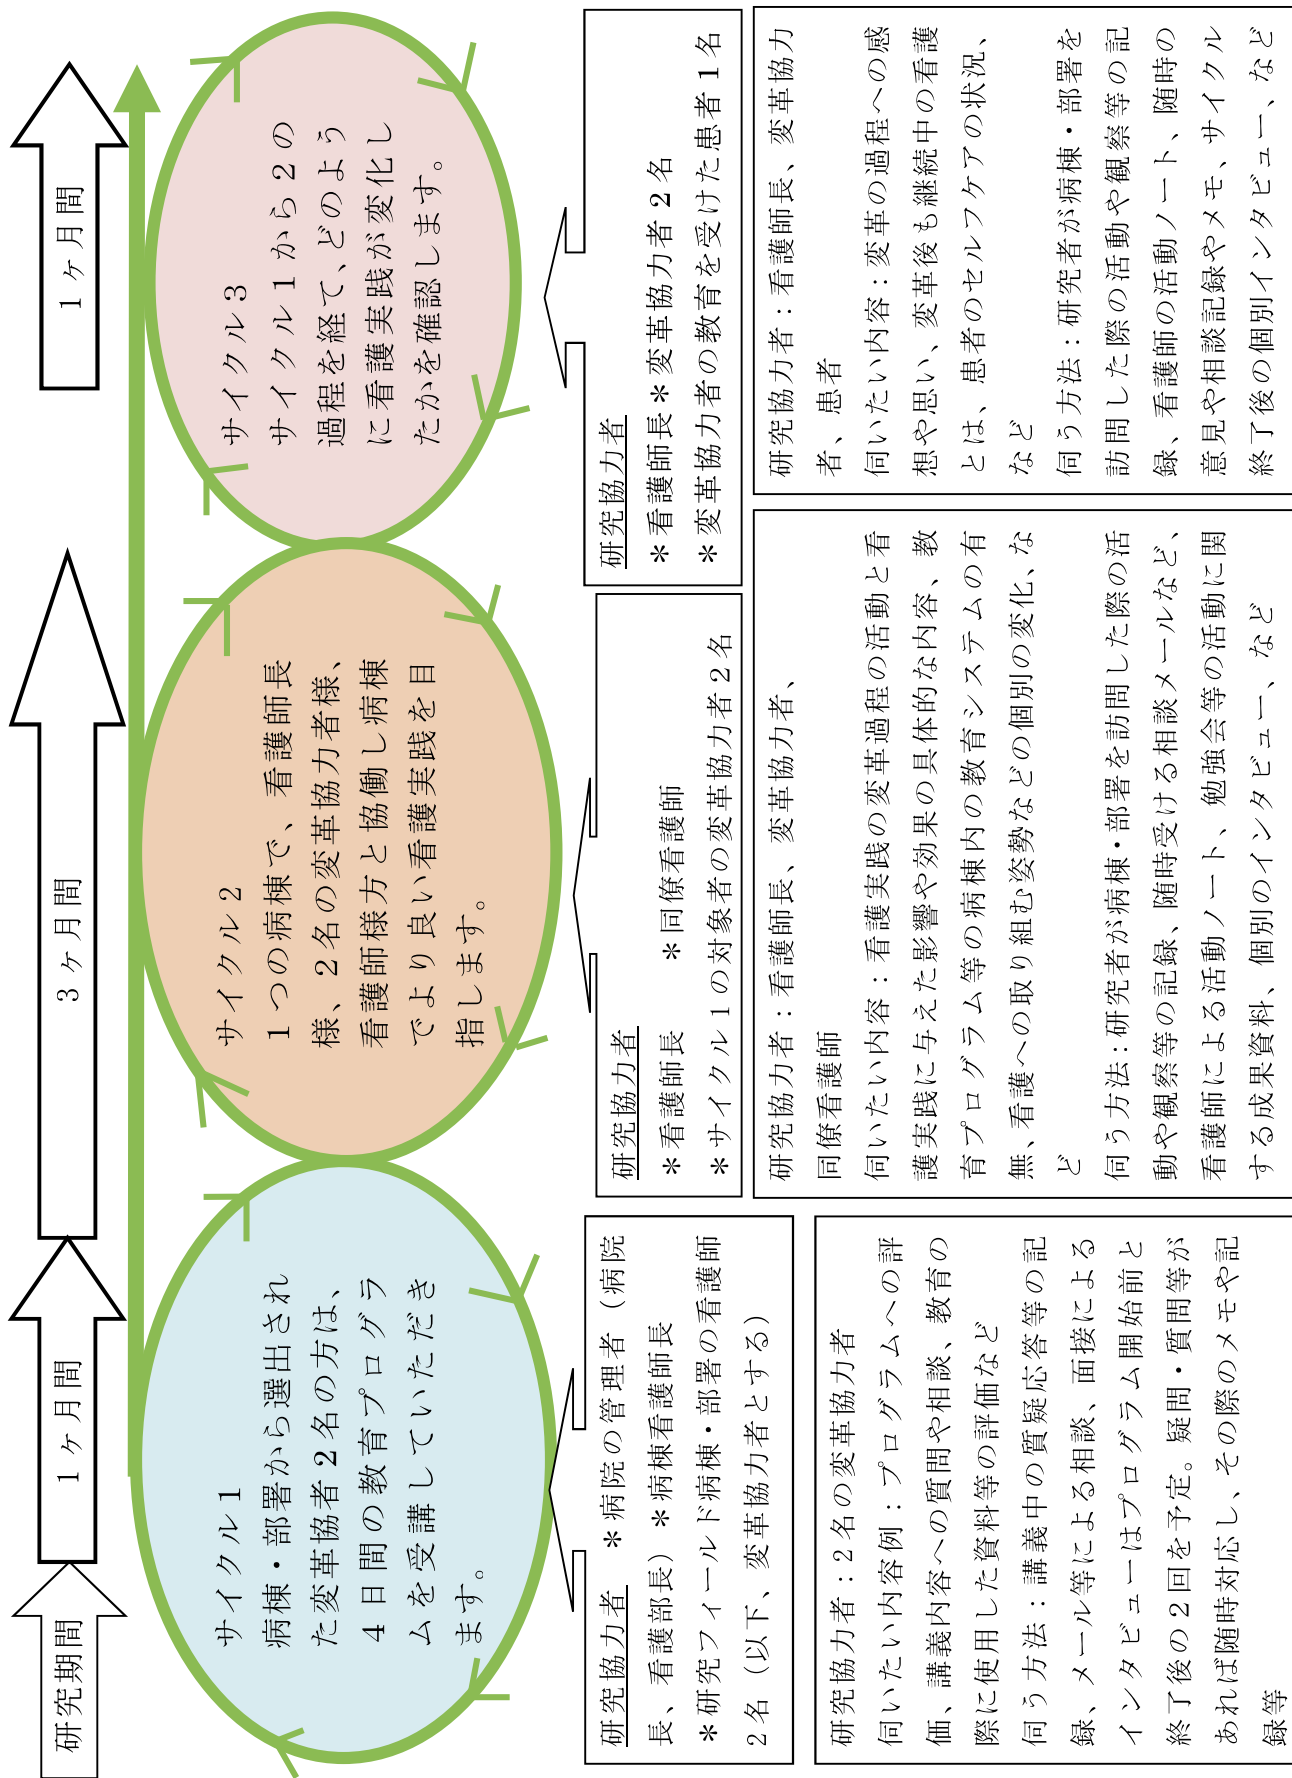 研究期間
1ヶ月間
3ヶ月間
1ヶ月間
サイクル1
病棟・部署から選出され
た変革協者2名の方は、
4日間の教育プログラ
ムを受講していただき
ます。
サイクル2
1つの病棟で、看護師長
様、2名の変革協力者様、
看護師様方と協働し病棟
でより良い看護実践を目
指します。
サイクル3
サイクル1から2の
過程を経て、どのよう
に看護実践が変化し
たかを確認します。
研究協力者　＊病院の管理者（病院
長、看護部長）＊病棟看護師長
＊研究フィールド病棟・部署の看護師
2名（以下、変革協力者とする）
研究協力者
＊看護師長　　＊同僚看護師
＊サイクル1の対象者の変革協力者2名
研究協力者
＊看護師長＊変革協力者2名
＊変革協力者の教育を受けた患者1名
研究協力者：2名の変革協力者
伺いたい内容例：プログラムへの評
価、講義内容への質問や相談、教育の
際に使用した資料等の評価など
伺う方法：講義中の質疑応答等の記
録、メール等による相談、面接による
インタビューはプログラム開始前と
終了後の2回を予定。疑問・質問等が
あれば随時対応し、その際のメモや記
録等
研究協力者：看護師長、変革協力者、
同僚看護師
伺いたい内容：看護実践の変革過程の活動と看
護実践に与えた影響や効果の具体的な内容、教
育プログラム等の病棟内の教育システムの有
無、看護への取り組む姿勢などの個別の変化、な
ど
伺う方法：研究者が病棟・部署を訪問した際の活
動や観察等の記録、随時受ける相談メールなど、
看護師による活動ノート、勉強会等の活動に関
する成果資料、個別のインタビュー、など
研究協力者：看護師長、変革協力
者、患者
伺いたい内容：変革の過程への感
想や思い、変革後も継続中の看護
とは、患者のセルフケアの状況、
など
伺う方法：研究者が病棟・部署を
訪問した際の活動や観察等の記
録、看護師の活動ノート、随時の
意見や相談記録やメモ、サイクル
終了後の個別インタビュー、など